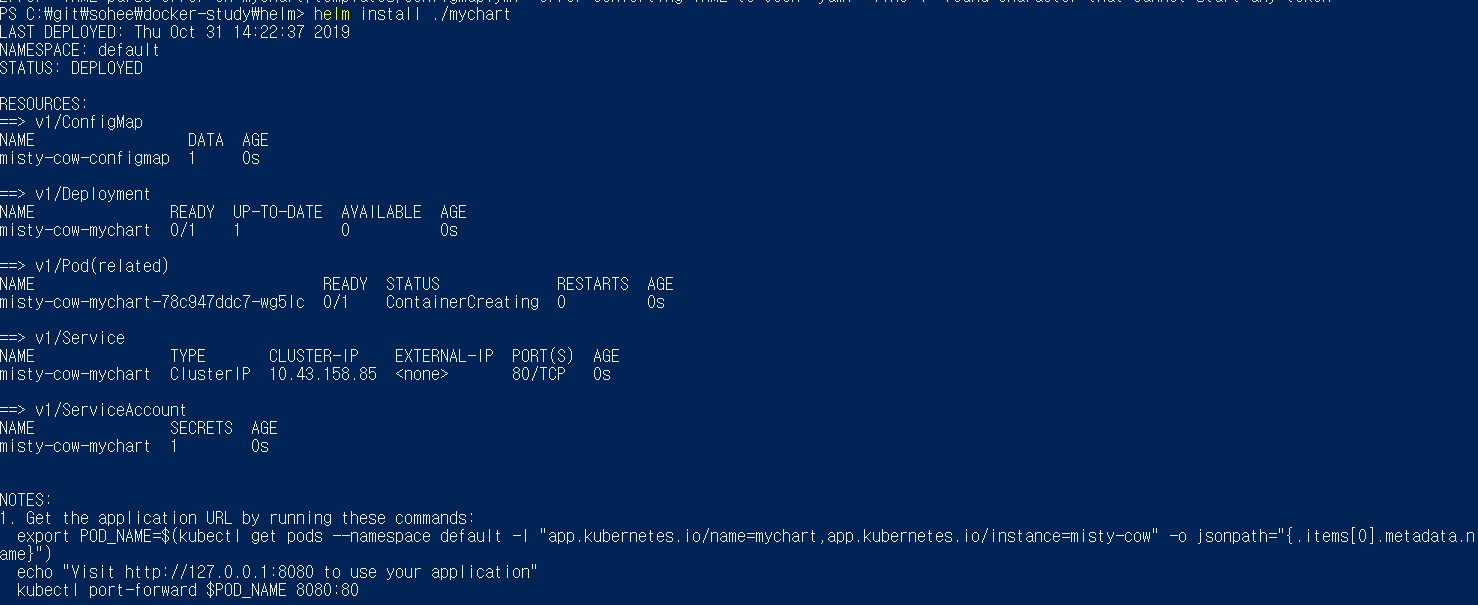 PS C:₩git₩sohee₩docker-study₩helm> helm install ./mychart
LAST DEPLOYED: Thu Oct 31 14:22:37 2019
NAMESPACE: default
STATUS: DEPLOYED
RESOURCES:
==> v1/ConfigMap
NAME DATA AGE
misty-cow-configmap 1 0s
==> v1/Deployment
NAME READY UP-TO-DATE AVAILABLE AGE
misty-cow-mychart 0/1 1 0 0s
==> v1/Pod(related)
NAME READY STATUS RESTARTS AGE
misty-cow-mychart-78c947ddc7-wg5lc 0/1 ContainerCreating 0 0s
==> v1/Service
NAME TYPE CLUSTER-IP EXTERNAL-IP PORT(S) AGE
misty-cow-mychart ClusterIP 10.43.158.85 <none> 80/TCP 0s
==> v1/ServiceAccount
NAME SECRETS AGE
misty-cow-mychart 1 0s
NOTES:
1. Get the application URL by running these commands:
export POD_NAME=$(kubectl get pods --namespace default -l "app.kubernetes.io/name=mychart,app.kubernetes.io/instance=misty-cow" -o jsonpath="{.items[0].metadata.n
ame}")
echo "Visit http://127.0.0.1:8080 to use your application"
kubectl port-forward $POD_NAME 8080:80